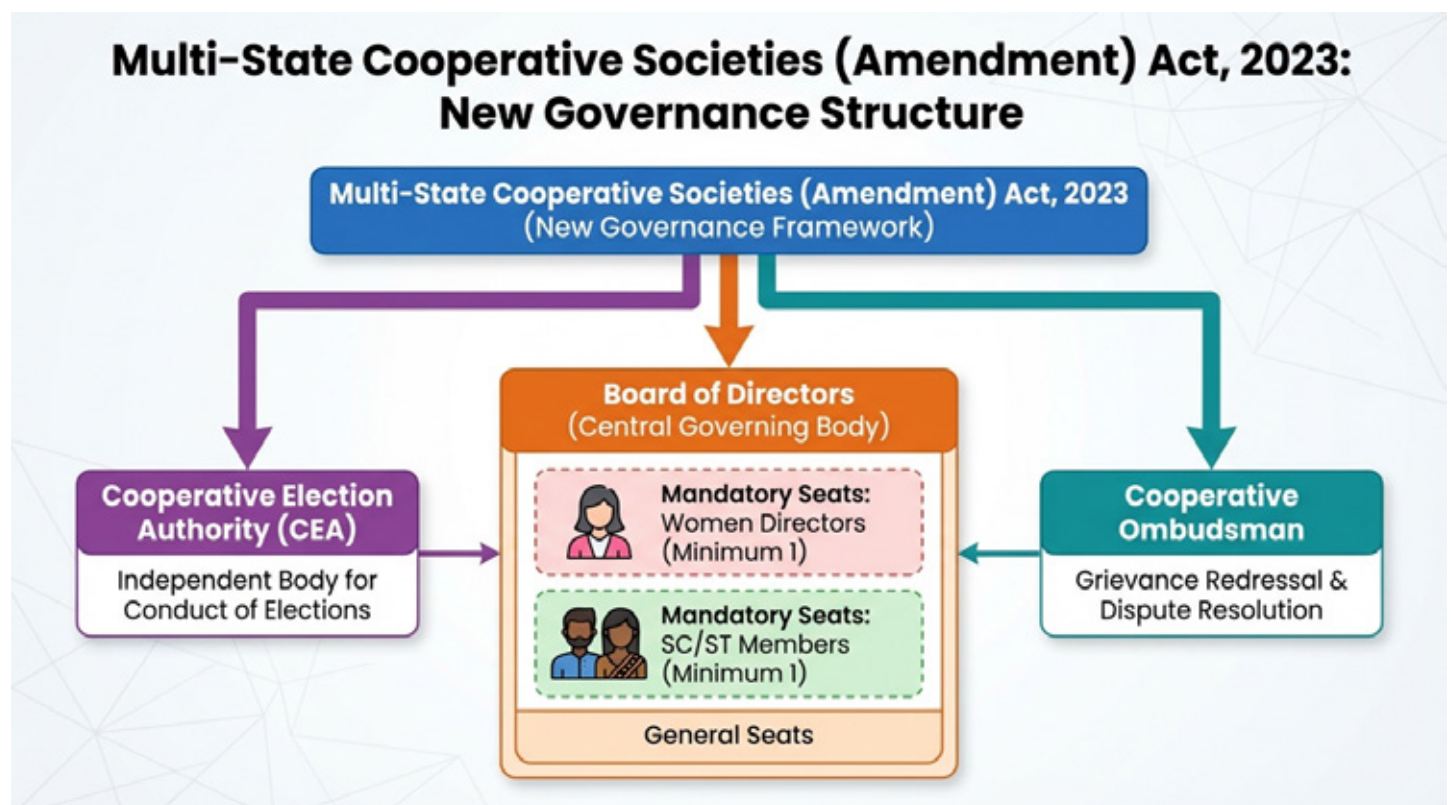 Multi-State Cooperative Societies (Amendment) Act, 2023:
New Governance Structure
Multi-State Cooperative Societies (Amendment) Act, 2023
(New Governance Framework)
Board of Directors
(Central Governing Body)
Mandatory Seats:
Women Directors
(Minimum 1)
Mandatory Seats:
SC/ST Members
(Minimum 1)
General Seats
Cooperative Election
Authority (CEA)
Independent Body for
Conduct of Elections
Cooperative
Ombudsman
Grievance Redressal &
Dispute Resolution